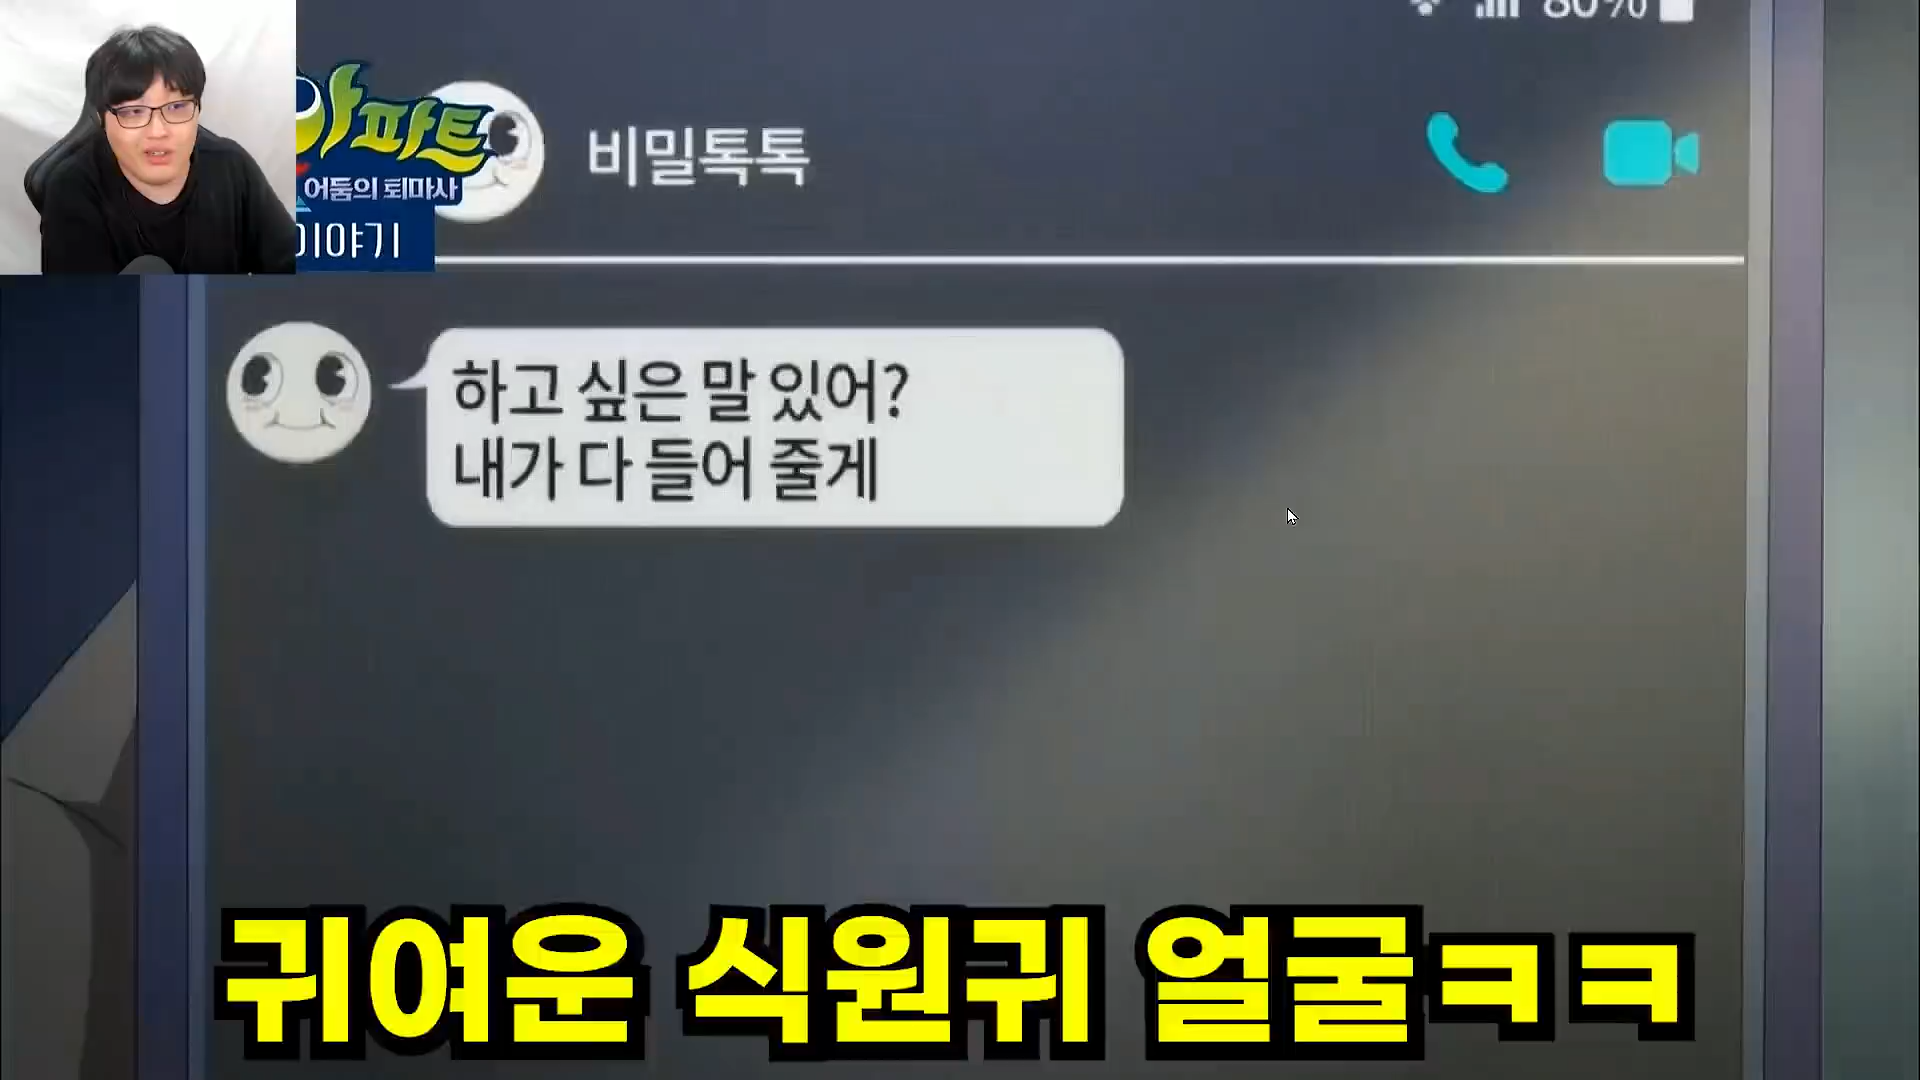 80%
아파트
어둠의 퇴마사
이야기
비밀톡톡
하고 싶은 말 있어?
내가 다 들어 줄게
귀여운 식원귀 얼굴ㅋㅋ